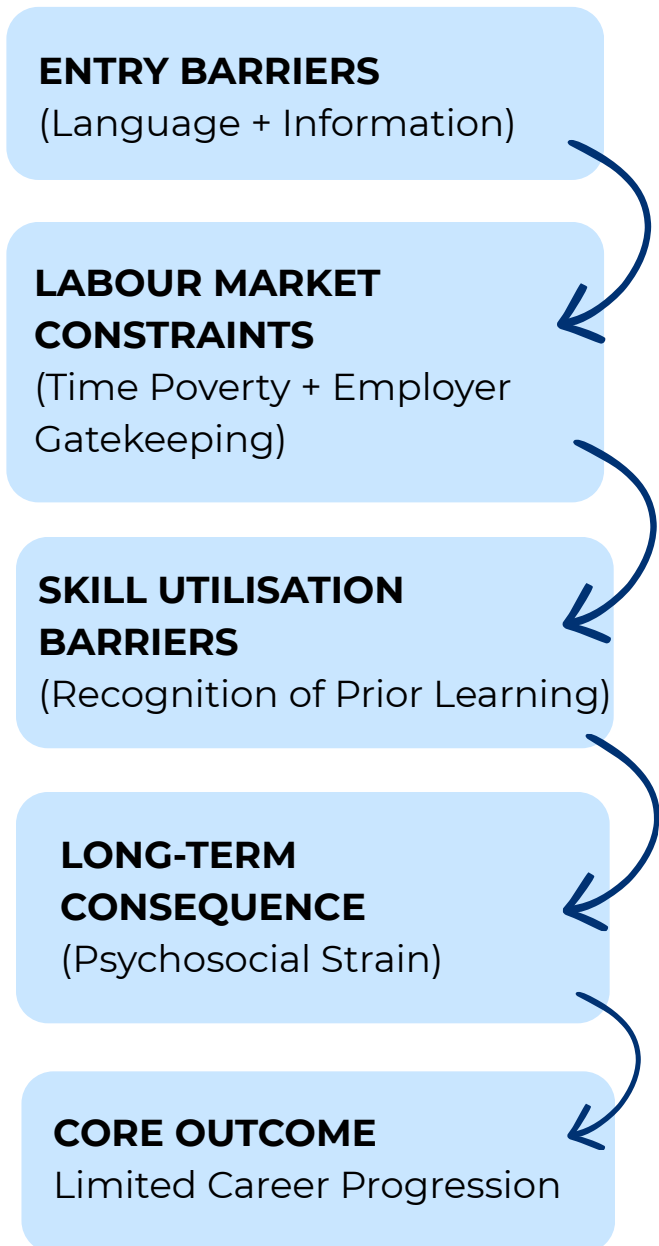 ENTRY BARRIERS
(Language + Information)
LABOUR MARKET
CONSTRAINTS
(Time Poverty + Employer
Gatekeeping)
SKILL UTILISATION
BARRIERS
(Recognition of Prior Learning)
LONG-TERM
CONSEQUENCE
(Psychosocial Strain)
CORE OUTCOME
Limited Career Progression